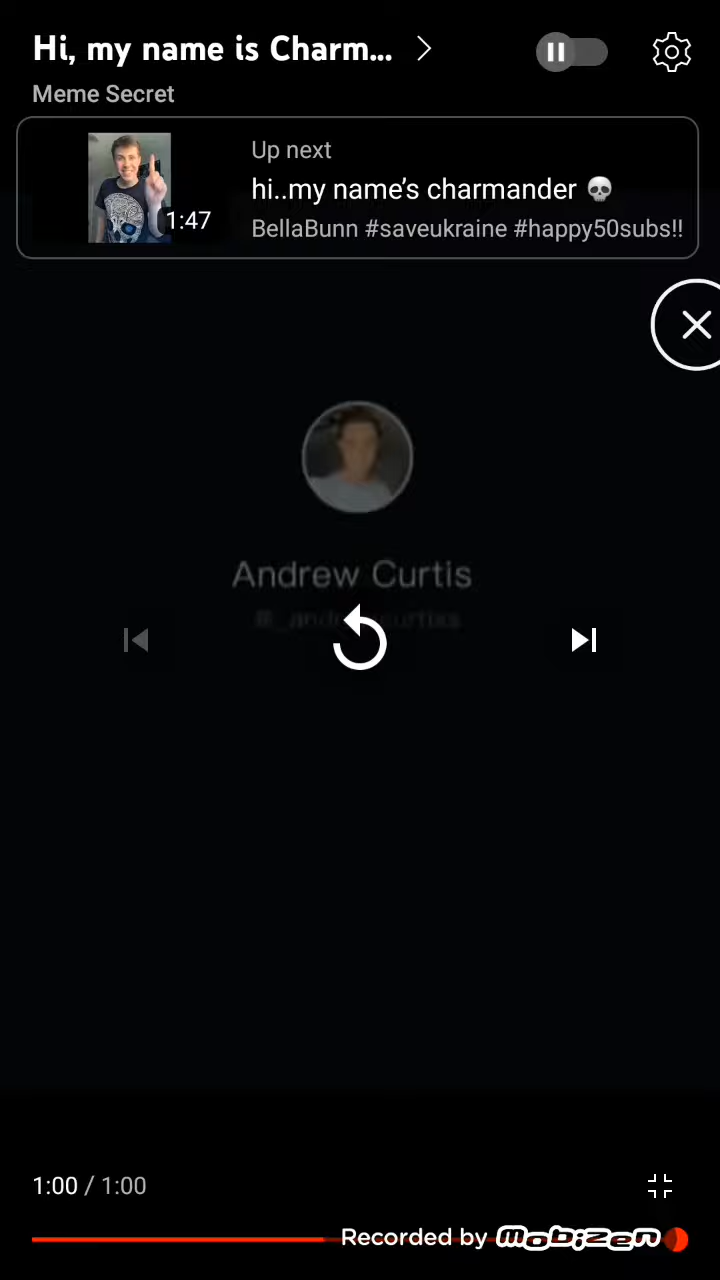 Hi, my name is Charm...
Meme Secret
Up next
hi..my name’s charmander 💀
1:47
BellaBunn #saveukraine #happy50subs!!
Andrew Curtis
1:00 / 1:00
Recorded by mobizen